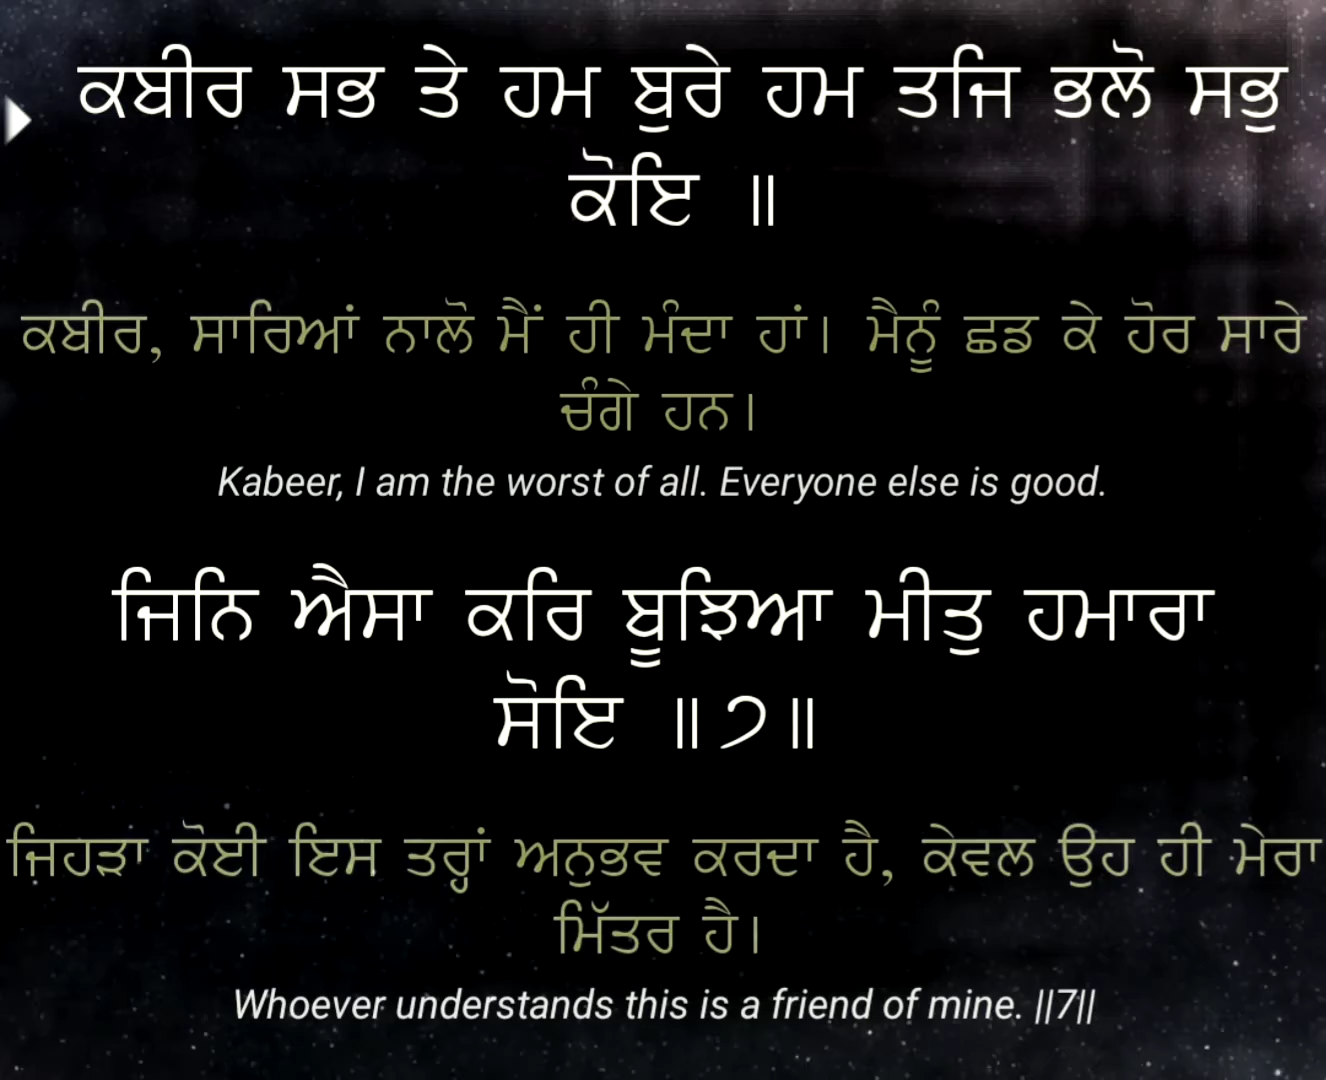 ਕਬੀਰ ਸਭ ਤੇ ਹਮ ਬੁਰੇ ਹਮ ਤਜਿ ਭਲੋ ਸਭੁ
ਕੋਇ ॥
ਕਬੀਰ, ਸਾਰਿਆਂ ਨਾਲੋ ਮੈਂ ਹੀ ਮੰਦਾ ਹਾਂ। ਮੈਨੂੰ ਛਡ ਕੇ ਹੋਰ ਸਾਰੇ
ਚੰਗੇ ਹਨ।
Kabeer, I am the worst of all. Everyone else is good.
ਜਿਨਿ ਐਸਾ ਕਰਿ ਬੂਝਿਆ ਮੀਤੁ ਹਮਾਰਾ
ਸੋਇ ॥੭॥
ਜਿਹੜਾ ਕੋਈ ਇਸ ਤਰ੍ਹਾਂ ਅਨੁਭਵ ਕਰਦਾ ਹੈ, ਕੇਵਲ ਉਹ ਹੀ ਮੇਰਾ
ਮਿੱਤਰ ਹੈ।
Whoever understands this is a friend of mine. ||7||